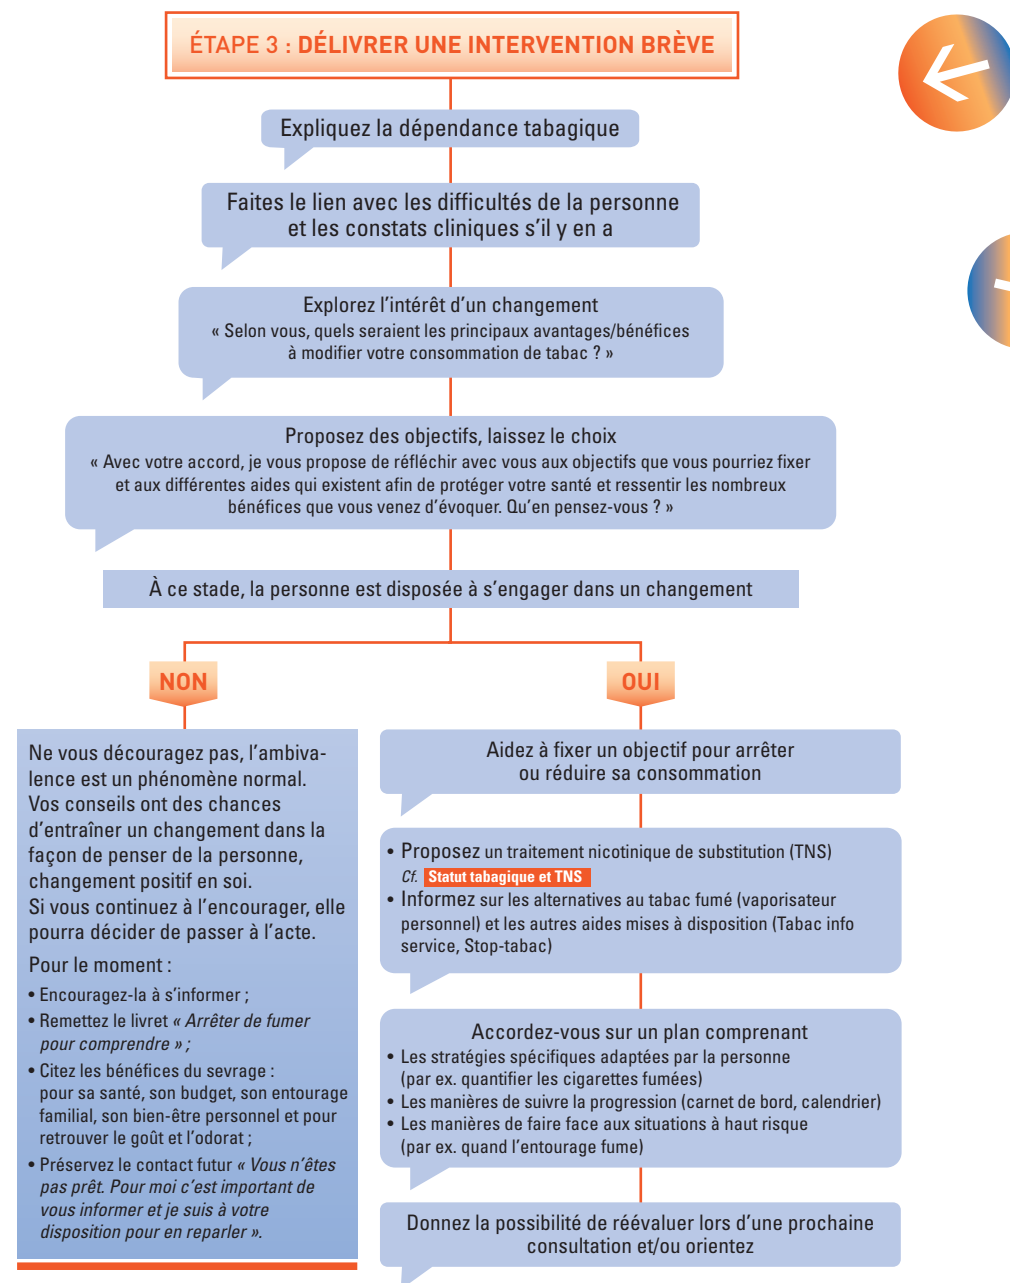 ÉTAPE 3 : DÉLIVRER UNE INTERVENTION BRÈVE
Expliquez la dépendance tabagique
Faites le lien avec les difficultés de la personne
et les constats cliniques s’il y en a
Explorez l’intérêt d’un changement
« Selon vous, quels seraient les principaux avantages/bénéfices
à modifier votre consommation de tabac ? »
Proposez des objectifs, laissez le choix
« Avec votre accord, je vous propose de réfléchir avec vous aux objectifs que vous pourriez fixer
et aux différentes aides qui existent afin de protéger votre santé et ressentir les nombreux
bénéfices que vous venez d’évoquer. Qu’en pensez-vous ? »
À ce stade, la personne est disposée à s’engager dans un changement
NON
Ne vous découragez pas, l’ambiva-
lence est un phénomène normal.
Vos conseils ont des chances
d’entraîner un changement dans la
façon de penser de la personne,
changement positif en soi.
Si vous continuez à l’encourager, elle
pourra décider de passer à l’acte.
Pour le moment :
• Encouragez-la à s’informer ;
• Remettez le livret « Arrêter de fumer
pour comprendre » ;
• Citez les bénéfices du sevrage :
pour sa santé, son budget, son entourage
familial, son bien-être personnel et pour
retrouver le goût et l’odorat ;
• Préservez le contact futur « Vous n’êtes
pas prêt. Pour moi c’est important de
vous informer et je suis à votre
disposition pour en reparler ».
OUI
Aidez à fixer un objectif pour arrêter
ou réduire sa consommation
• Proposez un traitement nicotinique de substitution (TNS)
Cf. Statut tabagique et TNS
• Informez sur les alternatives au tabac fumé (vaporisateur
personnel) et les autres aides mises à disposition (Tabac info
service, Stop-tabac)
Accordez-vous sur un plan comprenant
• Les stratégies spécifiques adaptées par la personne
(par ex. quantifier les cigarettes fumées)
• Les manières de suivre la progression (carnet de bord, calendrier)
• Les manières de faire face aux situations à haut risque
(par ex. quand l’entourage fume)
Donnez la possibilité de réévaluer lors d’une prochaine
consultation et/ou orientez